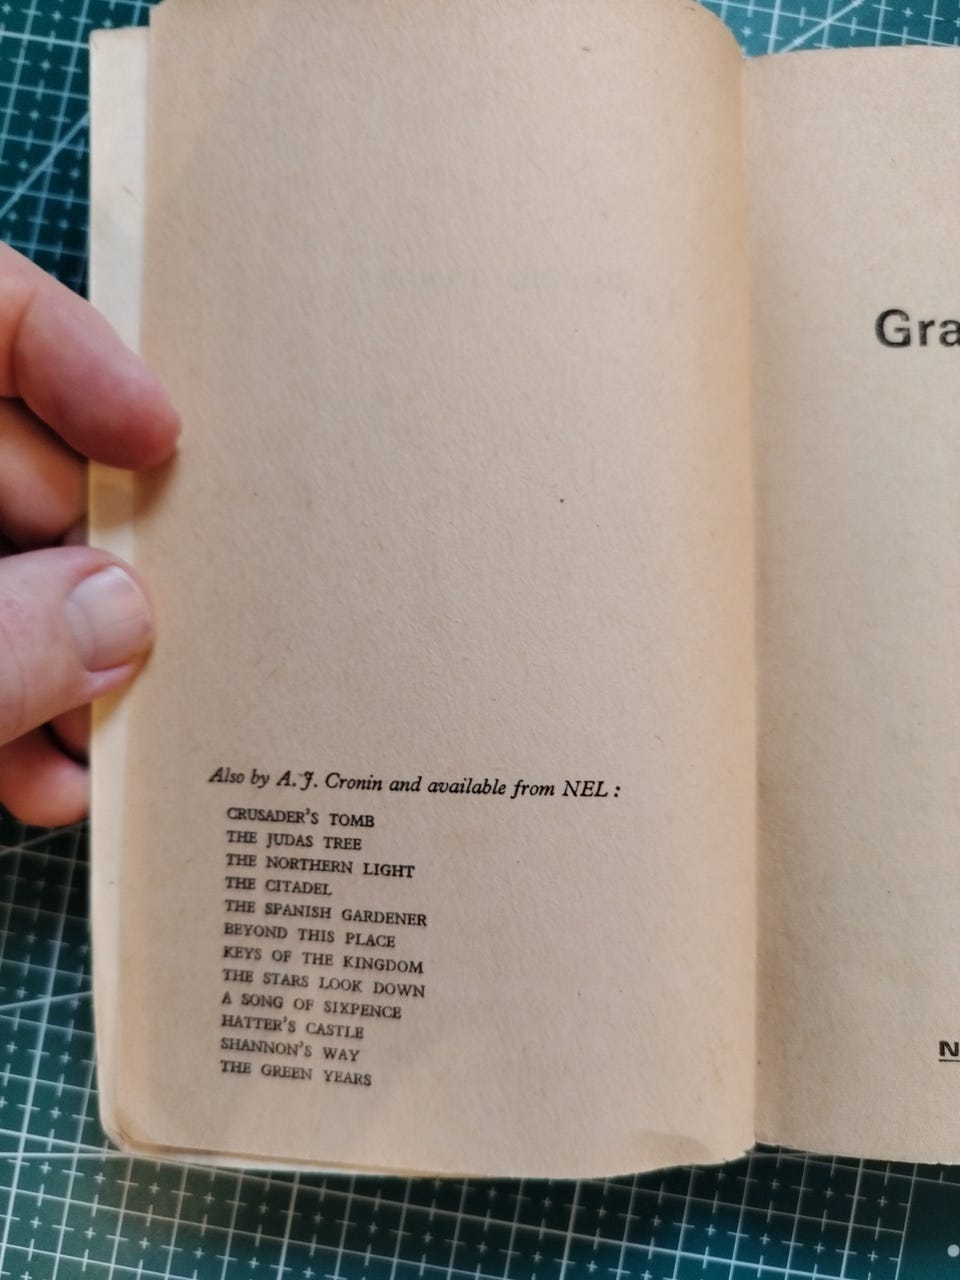 Also by A. J. Cronin and available from NEL :
CRUSADER'S TOMB
THE JUDAS TREE
THE NORTHERN LIGHT
THE CITADEL
THE SPANISH GARDENER
BEYOND THIS PLACE
KEYS OF THE KINGDOM
THE STARS LOOK DOWN
A SONG OF SIXPENCE
HATTER'S CASTLE
SHANNON'S WAY
THE GREEN YEARS
Gra
N